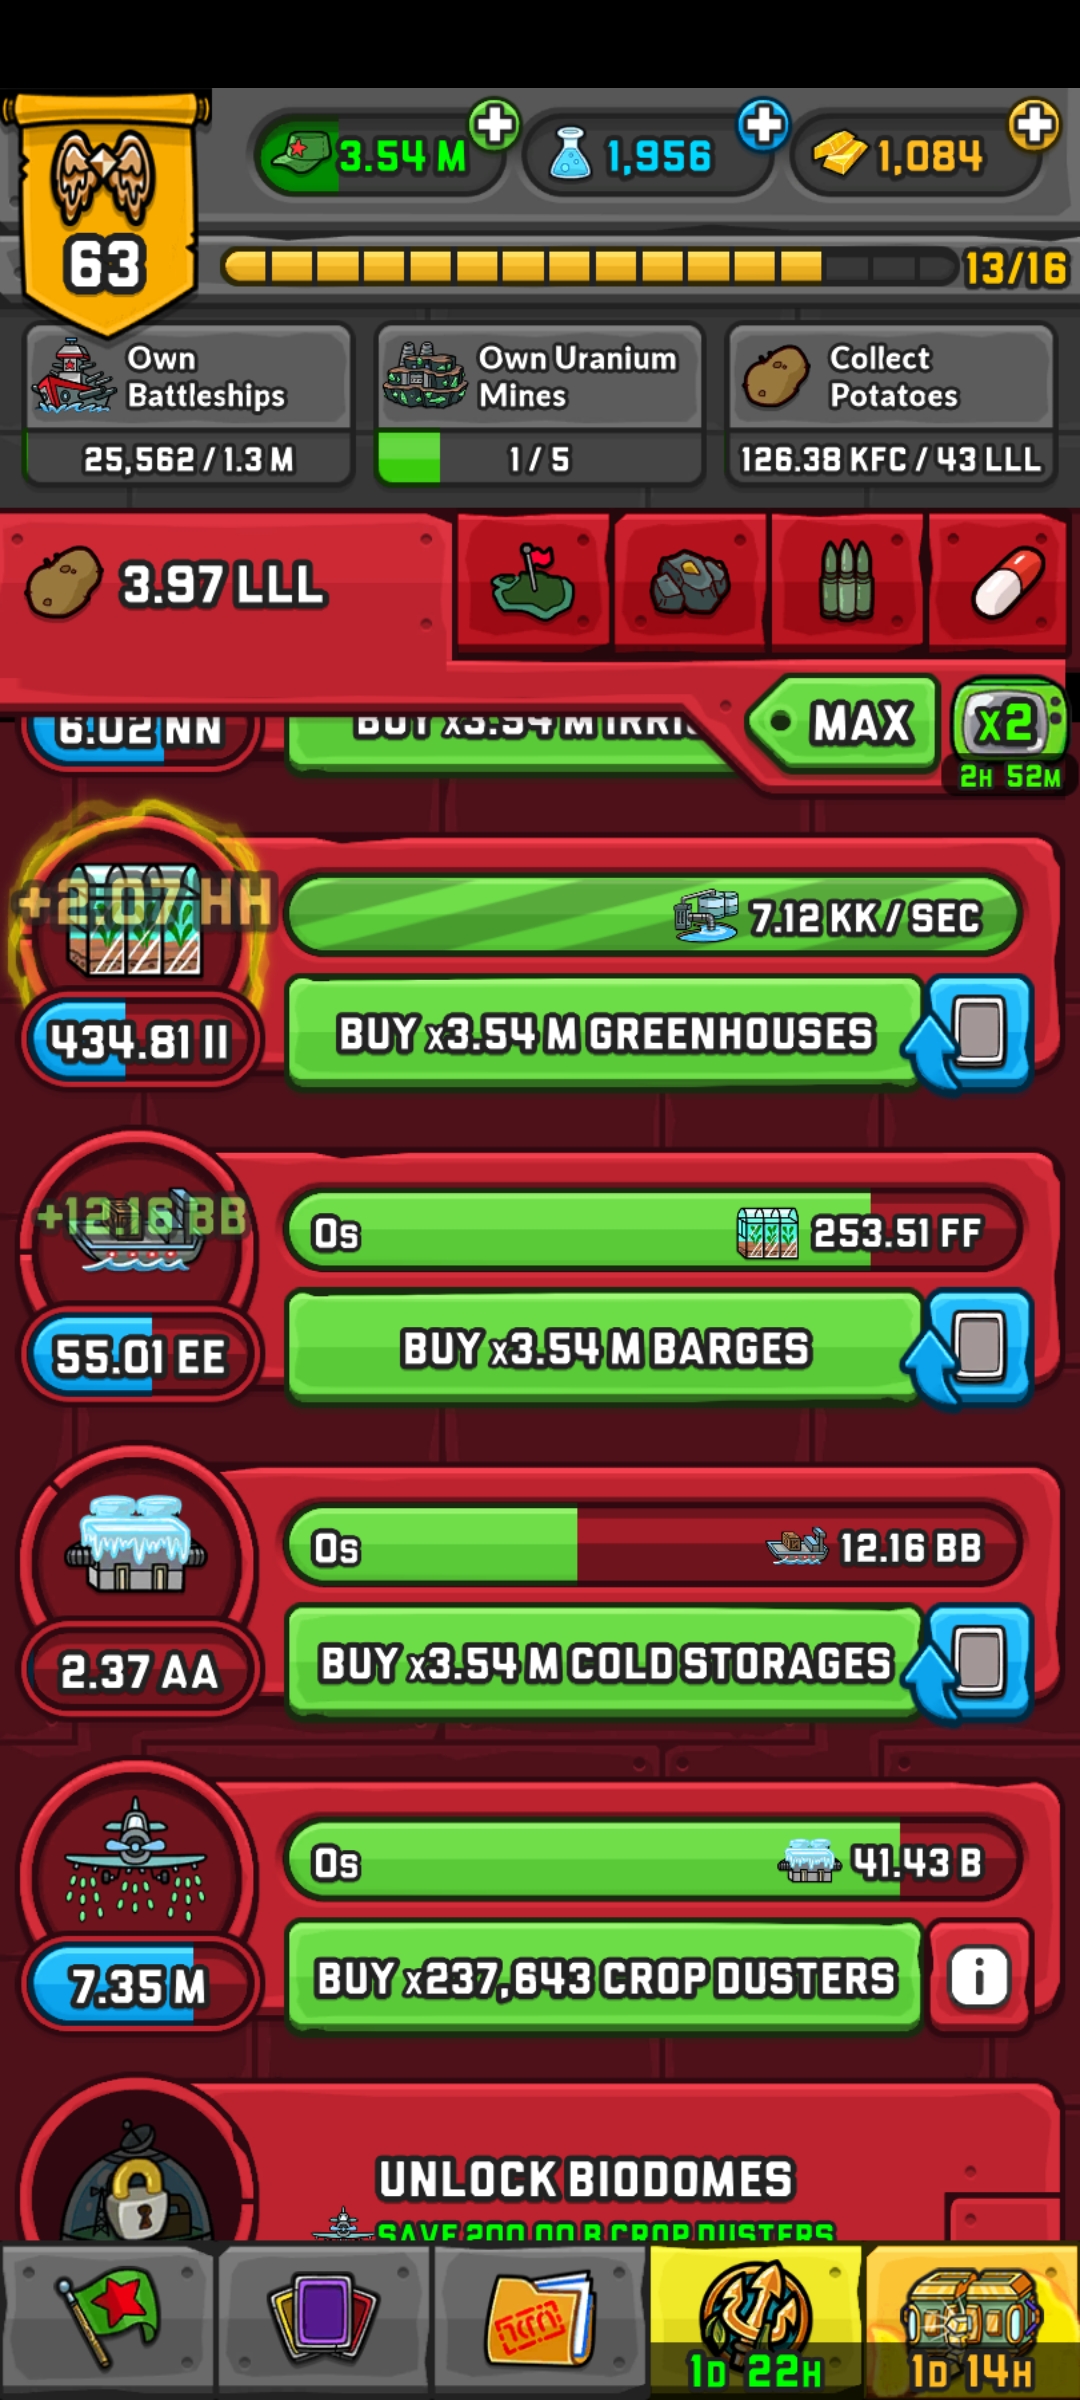 63
3.54 M
1,956
1,084
13/16
Own Battleships
25,562 / 1.3 M
Own Uranium Mines
1 / 5
Collect Potatoes
126.38 KFC / 43 LLL
3.97 LLL
MAX
X2
2H 52M
6.02 NN
BUY x3.54 M
+2.07 HH
7.12 KK / SEC
434.81 II
BUY x3.54 M GREENHOUSES
+12.16 BB
0s
253.51 FF
55.01 EE
BUY x3.54 M BARGES
0s
12.16 BB
2.37 AA
BUY x3.54 M COLD STORAGES
0s
41.43 B
7.35 M
BUY x237,643 CROP DUSTERS
i
UNLOCK BIODOMES
SAVE 200.00 B CROP DUSTERS
1D 22H
1D 14H